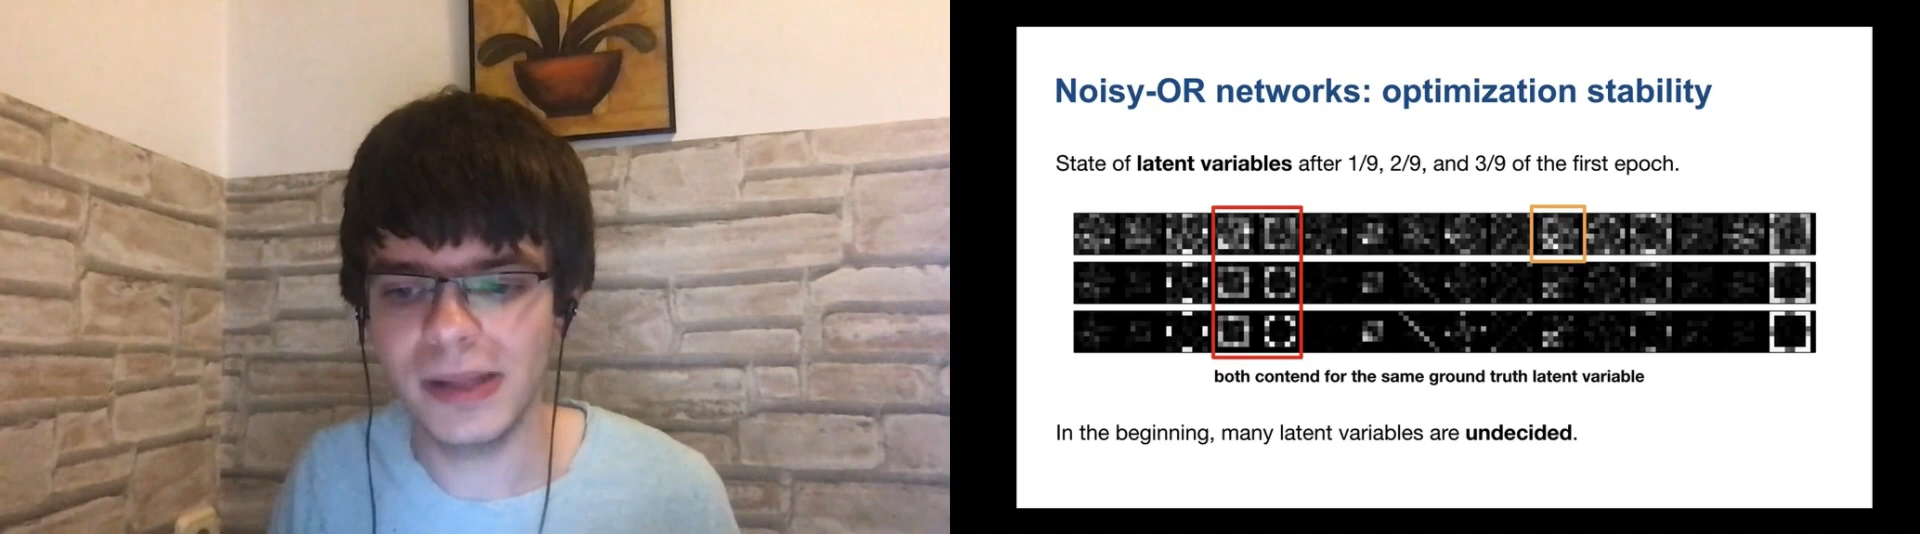 Noisy-OR networks: optimization stability
State of latent variables after 1/9, 2/9, and 3/9 of the first epoch.
both contend for the same ground truth latent variable
In the beginning, many latent variables are undecided.